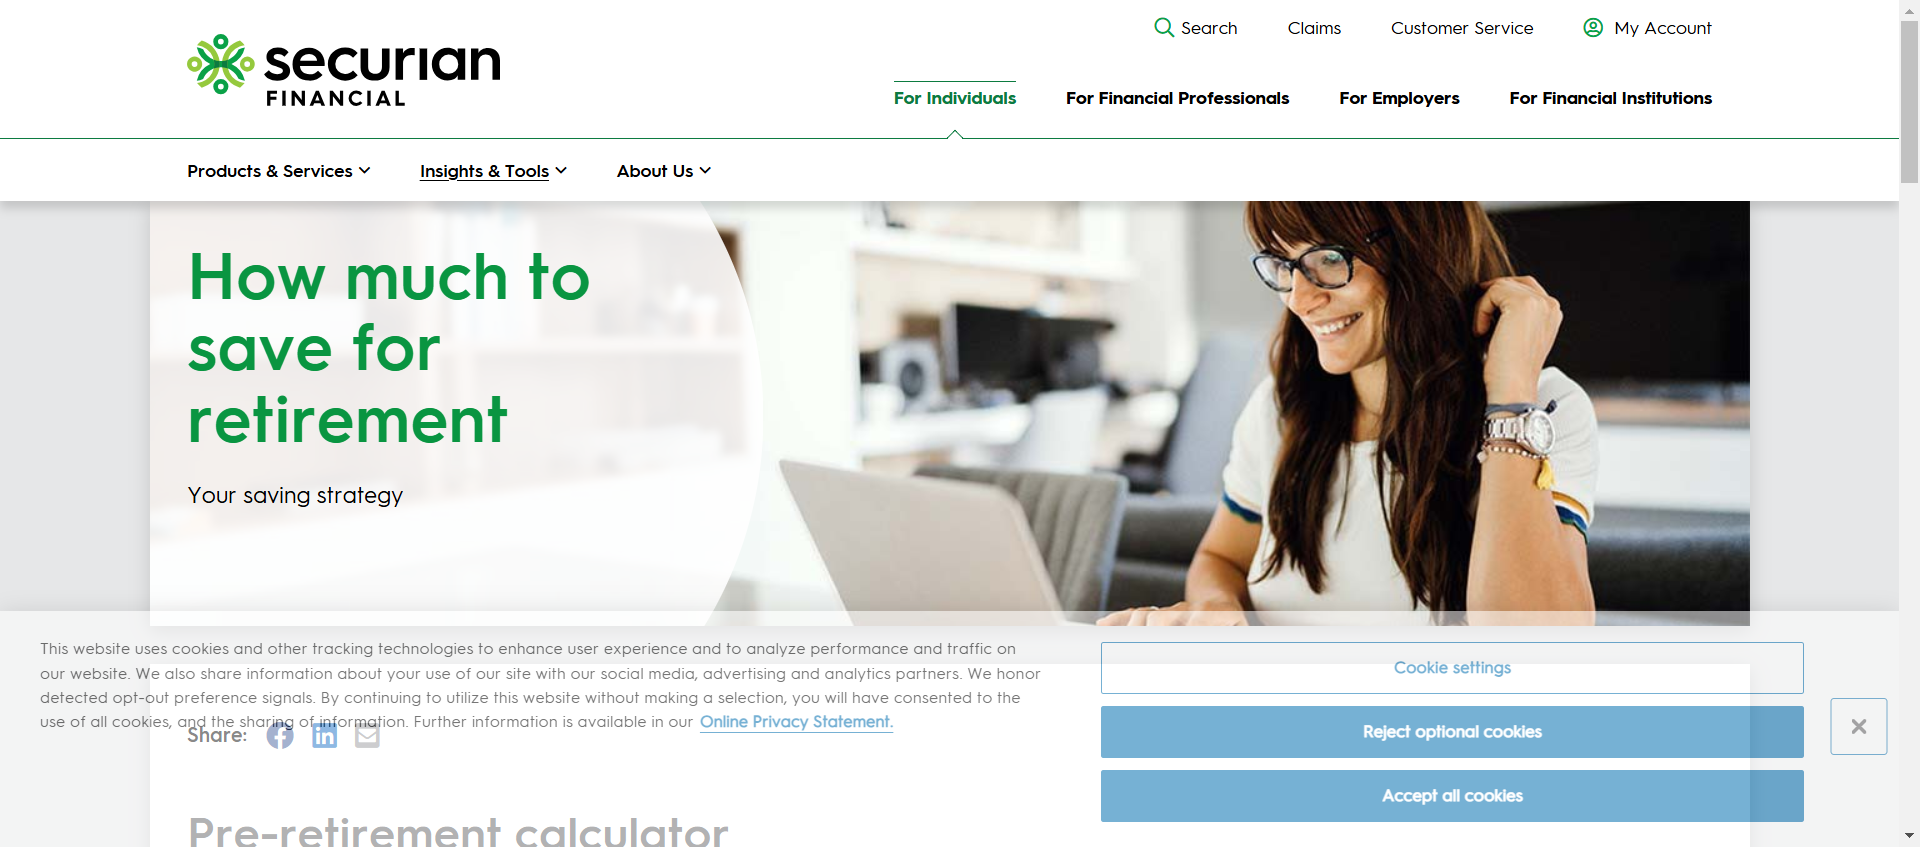 Search
Claims
Customer Service
My Account
securian
FINANCIAL
For Individuals
For Financial Professionals
For Employers
For Financial Institutions
Products & Services
Insights & Tools
About Us
How much to
save for
retirement
Your saving strategy
This website uses cookies and other tracking technologies to enhance user experience and to analyze performance and traffic on
our website. We also share information about your use of our site with our social media, advertising and analytics partners. We honor
detected opt-out preference signals. By continuing to utilize this website without making a selection, you will have consented to the
use of all cookies, and the sharing of information. Further information is available in our Online Privacy Statement.
Cookie settings
Reject optional cookies
Accept all cookies
Share:
Pre-retirement calculator